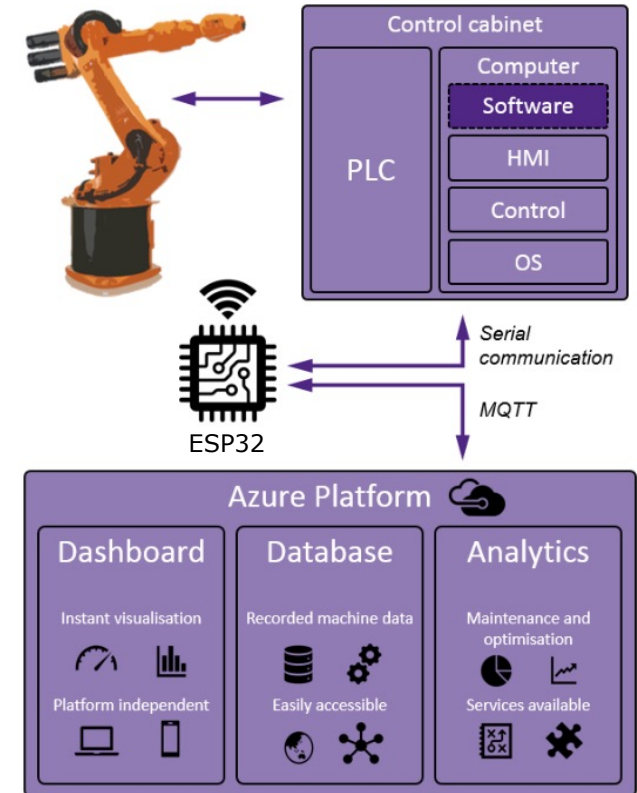 Control cabinet
PLC
Computer
Software
HMI
Control
OS
Serial
communication
MQTT
ESP32
Azure Platform
Dashboard
Instant visualisation
Platform independent
Database
Recorded machine data
Easily accessible
Analytics
Maintenance and
optimisation
Services available